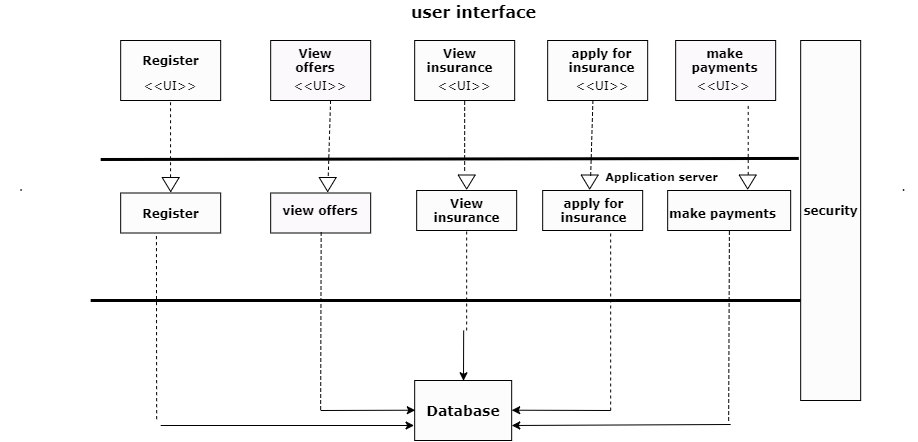 user interface
Register
<<UI>>
View
offers
<<UI>>
View
insurance
<<UI>>
apply for
insurance
<<UI>>
make
payments
<<UI>>
Application server
Register
view offers
View
insurance
apply for
insurance
make payments
security
Database